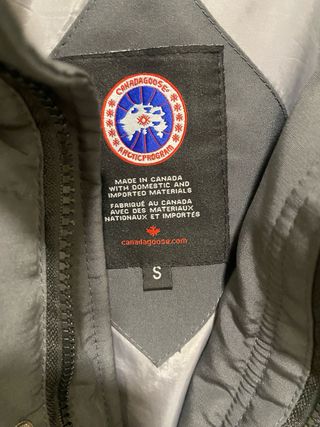 CANADA GOOSE
ARCTIC PROGRAM
MADE IN CANADA
WITH DOMESTIC AND
IMPORTED MATERIALS
FABRIQUÉ AU CANADA
AVEC DES MATERIAUX
NATIONAUX ET IMPORTÉS
canadagoose.com
S